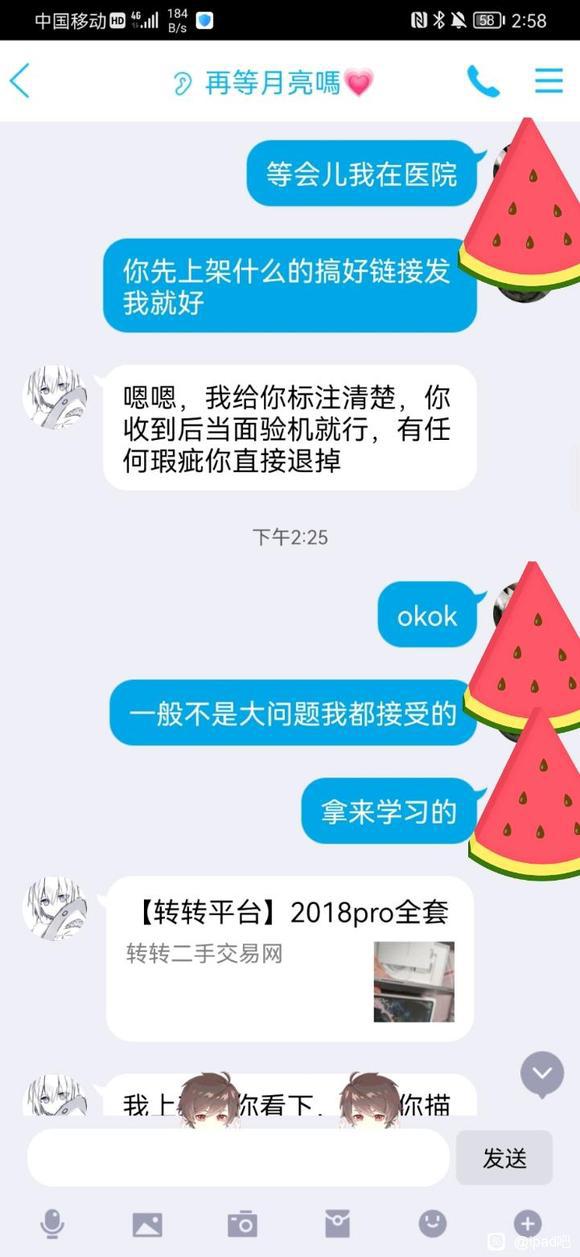 中国移动 HD 4G 184 B/s 58 2:58
再等月亮嗎
等会儿我在医院
你先上架什么的搞好链接发
我就好
嗯嗯，我给你标注清楚，你
收到后当面验机就行，有任
何瑕疵你直接退掉
下午2:25
okok
一般不是大问题我都接受的
拿来学习的
【转转平台】2018pro全套
转转二手交易网
我上 你看下， 你描
发送
@ipad吧